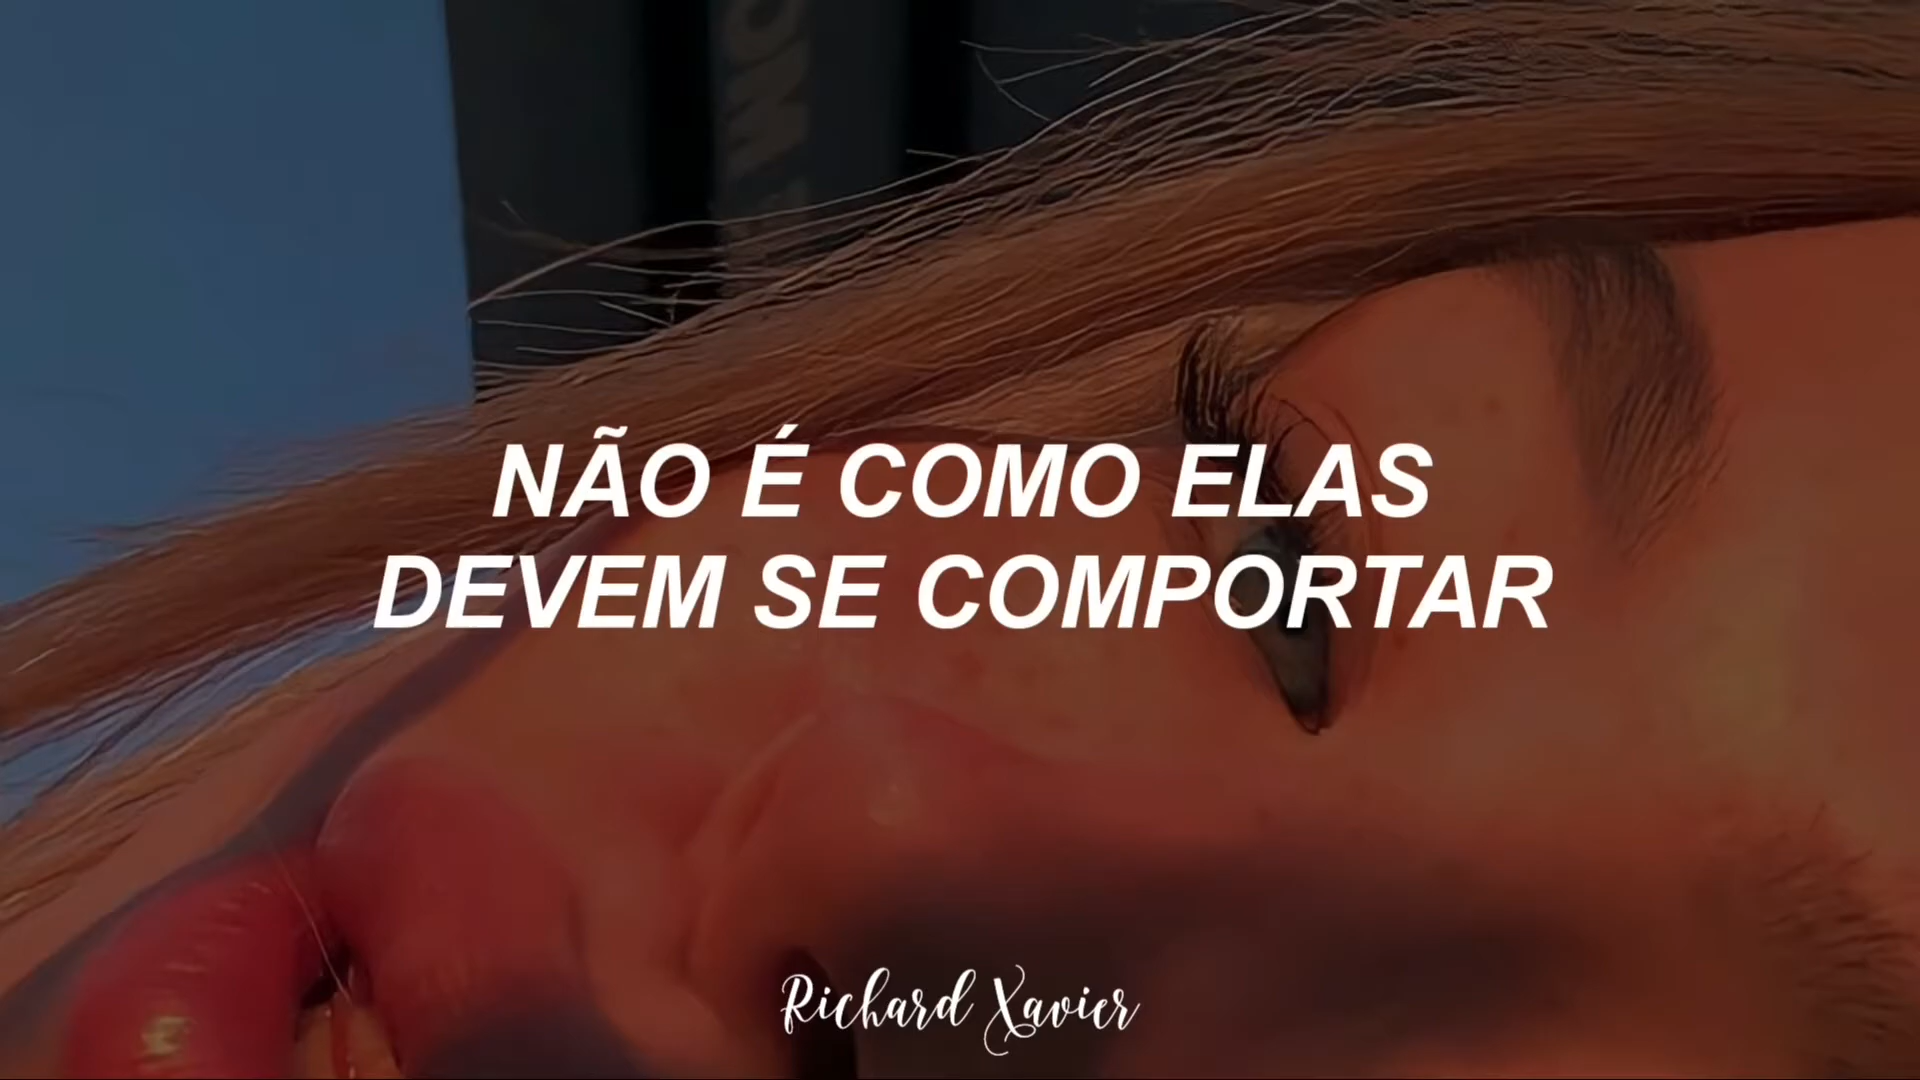 NÃO É COMO ELAS
DEVEM SE COMPORTAR
Richard Xavier